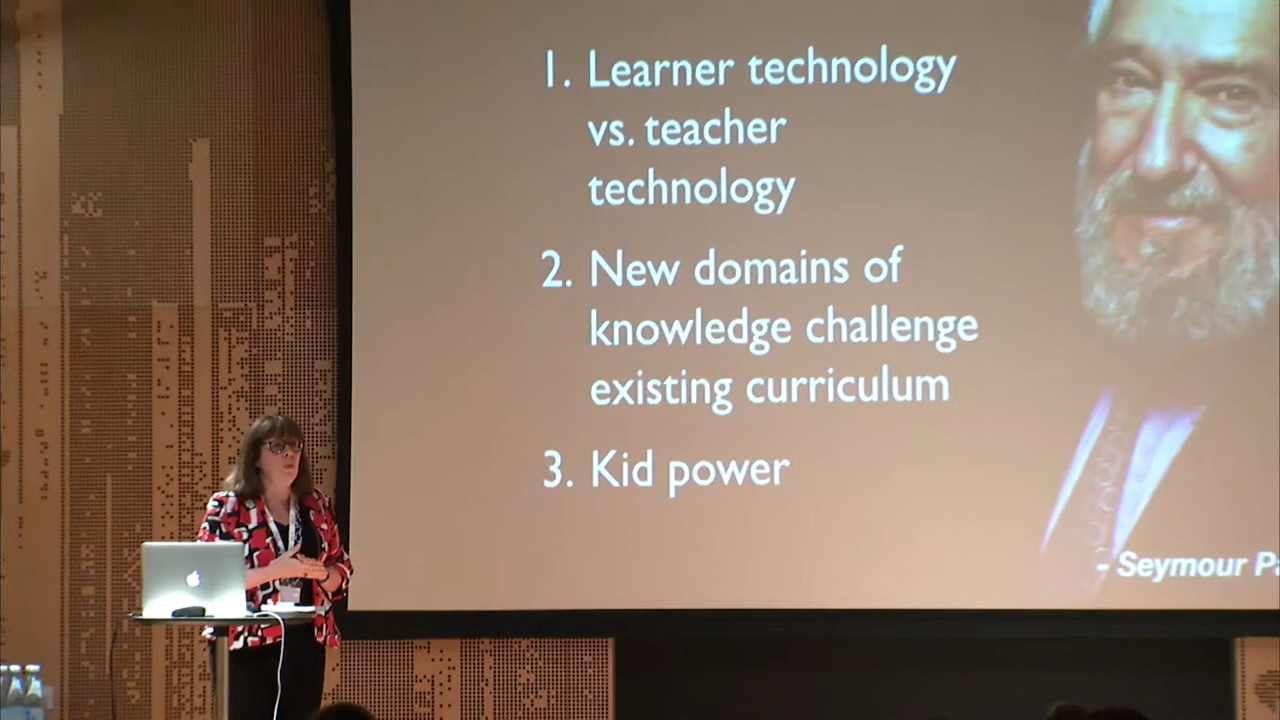 1. Learner technology
vs. teacher
technology
2. New domains of
knowledge challenge
existing curriculum
3. Kid power
- Seymour P